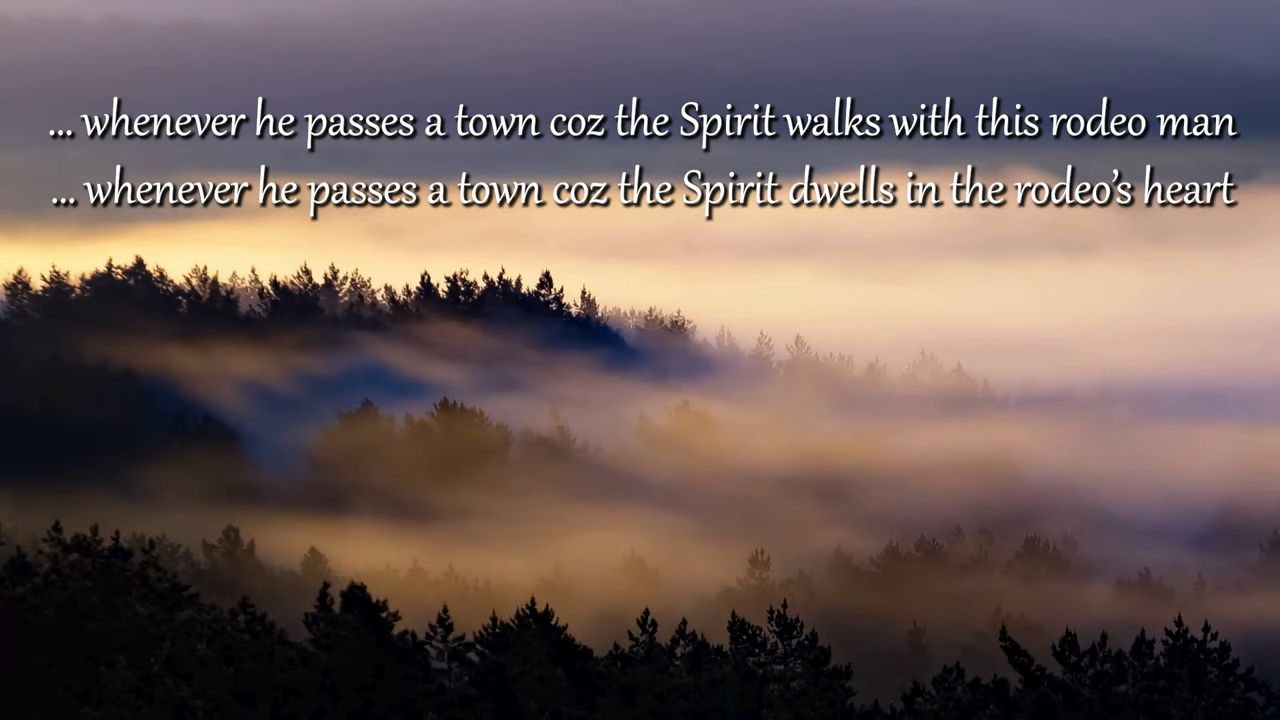 ... whenever he passes a town coz the Spirit walks with this rodeo man
... whenever he passes a town coz the Spirit dwells in the rodeo’s heart